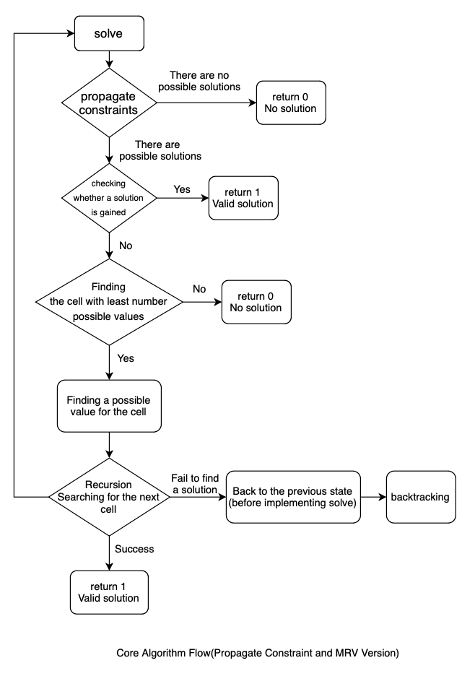 solve
propagate
constraints
There are no
possible solutions
return 0
No solution
There are
possible solutions
checking
whether a solution
is gained
Yes
return 1
Valid solution
No
Finding
the cell with least number
possible values
No
return 0
No solution
Yes
Finding a possible
value for the cell
Recursion
Searching for the next
cell
Fail to find
a solution
Back to the previous state
(before implementing solve)
backtracking
Success
return 1
Valid solution
Core Algorithm Flow(Propagate Constraint and MRV Version)